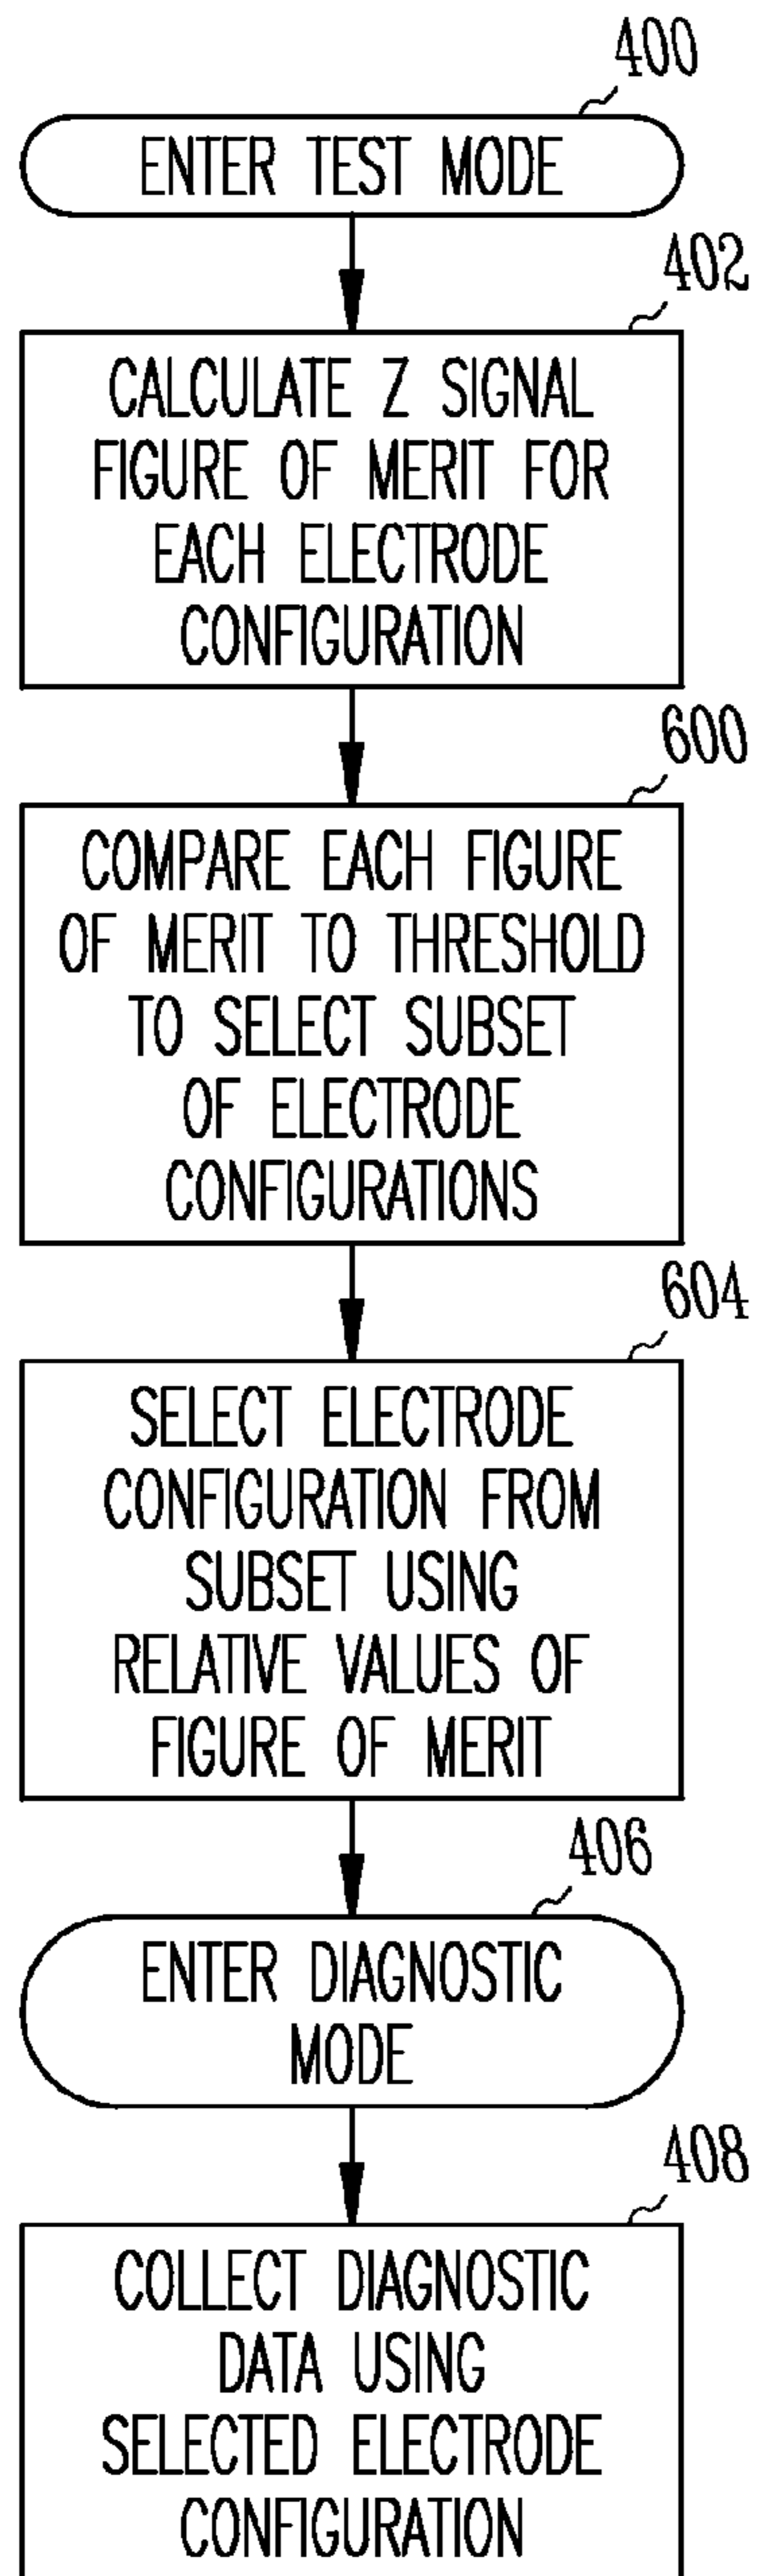 400
ENTER TEST MODE
402
CALCULATE Z SIGNAL
FIGURE OF MERIT FOR
EACH ELECTRODE
CONFIGURATION
600
COMPARE EACH FIGURE
OF MERIT TO THRESHOLD
TO SELECT SUBSET
OF ELECTRODE
CONFIGURATIONS
604
SELECT ELECTRODE
CONFIGURATION FROM
SUBSET USING
RELATIVE VALUES OF
FIGURE OF MERIT
406
ENTER DIAGNOSTIC
MODE
408
COLLECT DIAGNOSTIC
DATA USING
SELECTED ELECTRODE
CONFIGURATION